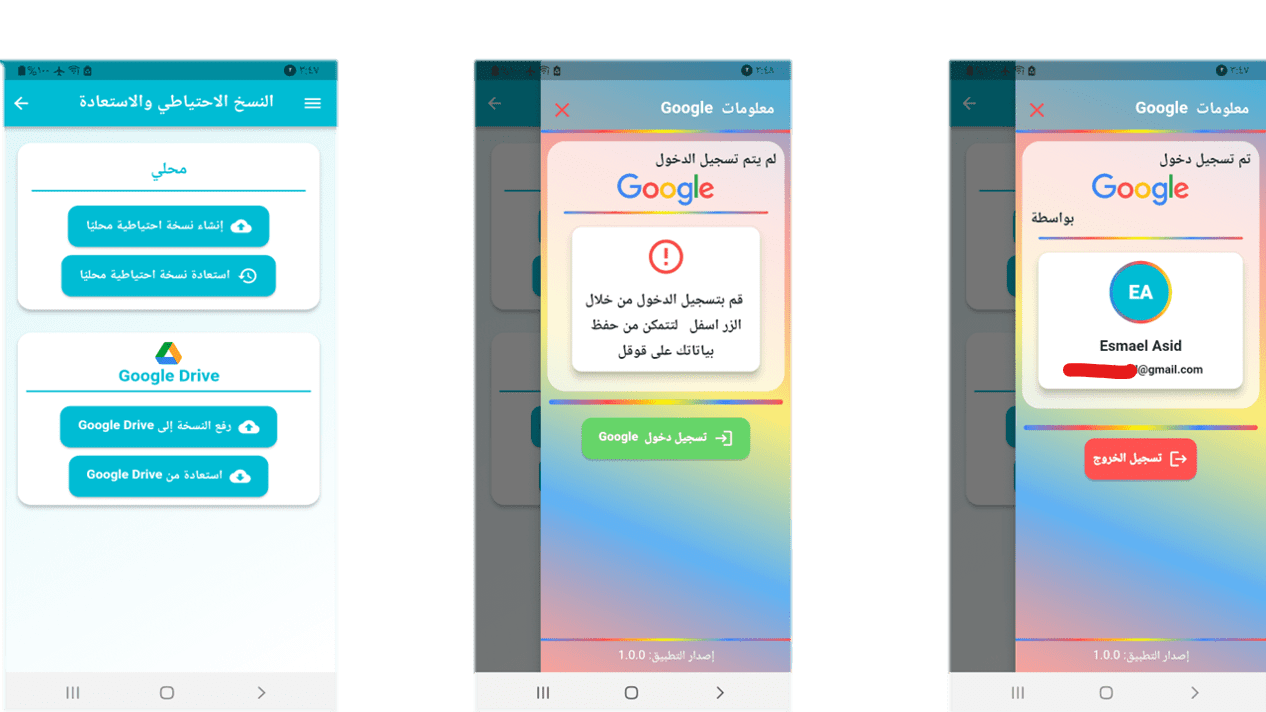 %١٠٠
٣:٤٧
النسخ الاحتياطي والاستعادة
محلي
إنشاء نسخة احتياطية محليًا
استعادة نسخة احتياطية محليًا
Google Drive
رفع النسخة إلى Google Drive
استعادة من Google Drive
٣:٤٨
معلومات Google
لم يتم تسجيل الدخول
Google
قم بتسجيل الدخول من خلال
الزر اسفل لتتمكن من حفظ
بياناتك على قوقل
تسجيل دخول Google
إصدار التطبيق: 1.0.0
٣:٤٧
معلومات Google
تم تسجيل دخول
Google
بواسطة
EA
Esmael Asid
@gmail.com
تسجيل الخروج
إصدار التطبيق: 1.0.0